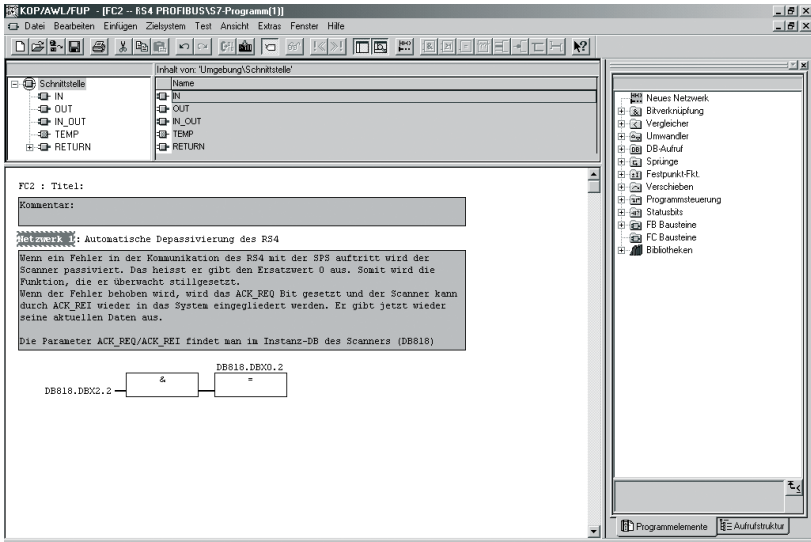 KOP/AWL/FUP - [FC2 -- RS4 PROFIBUS\S7-Programm(1)]
Datei Bearbeiten Einfügen Zielsystem Test Ansicht Extras Fenster Hilfe
Inhalt von: 'Umgebung\Schnittstelle'
Schnittstelle
IN
OUT
IN_OUT
TEMP
RETURN
Name
IN
OUT
IN_OUT
TEMP
RETURN
FC2 : Titel:
Kommentar:
Netzwerk 1: Automatische Depassivierung des RS4
Wenn ein Fehler in der Kommunikation des RS4 mit der SPS auftritt wird der
Scanner passiviert. Das heisst er gibt den Ersatzwert 0 aus. Somit wird die
Funktion, die er überwacht stillgesetzt.
Wenn der Fehler behoben wird, wird das ACK_REQ Bit gesetzt und der Scanner kann
durch ACK_REI wieder in das System eingegliedert werden. Er gibt jetzt wieder
seine aktuellen Daten aus.
Die Parameter ACK_REQ/ACK_REI findet man im Instanz-DB des Scanners (DB818)
DB818.DBX0.2
&
=
DB818.DBX2.2
Neues Netzwerk
Bitverknüpfung
Vergleicher
Umwandler
DB-Aufruf
Sprünge
Festpunkt-Fkt.
Verschieben
Programmsteuerung
Statusbits
FB Bausteine
FC Bausteine
Bibliotheken
Programmelemente
Aufrufstruktur